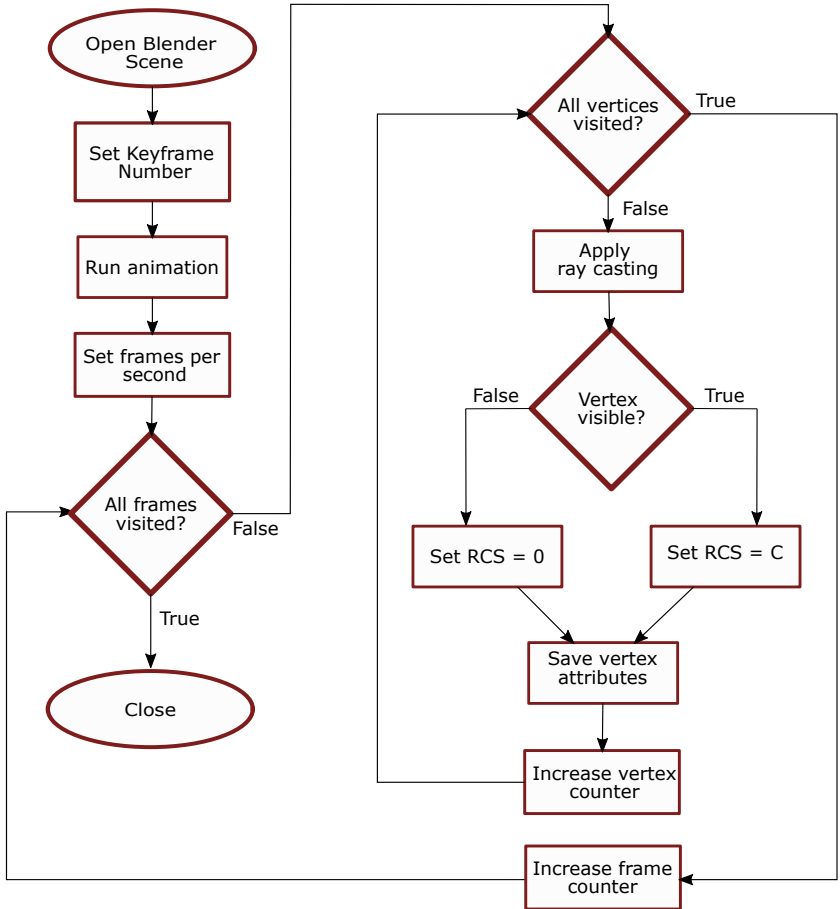 Open Blender
Scene
Set Keyframe
Number
Run animation
Set frames per
second
All frames
visited?
False
True
Close
All vertices
visited?
True
False
Apply
ray casting
Vertex
visible?
False
True
Set RCS = 0
Set RCS = C
Save vertex
attributes
Increase vertex
counter
Increase frame
counter